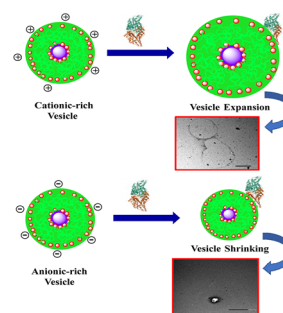 Cationic-rich
Vesicle
Vesicle Expansion
Anionic-rich
Vesicle
Vesicle Shrinking